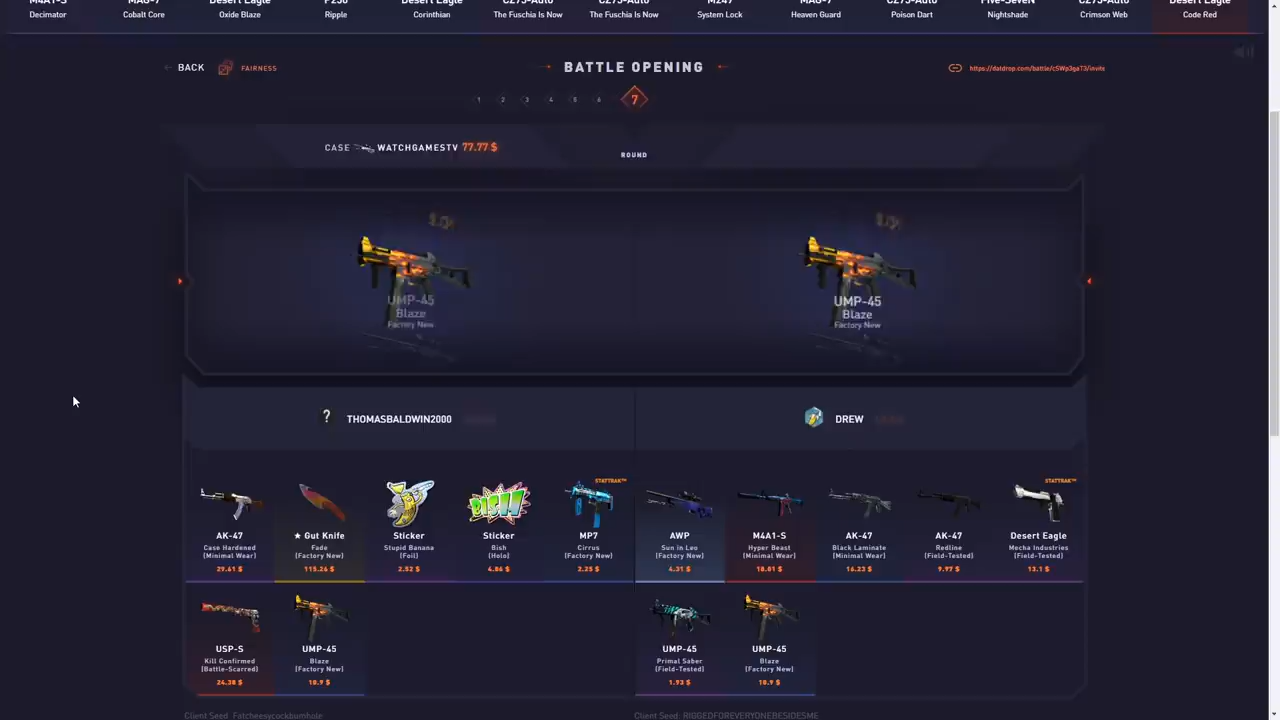 M4A1-S MAG-7 Desert Eagle P250 Desert Eagle CZ75-Auto CZ75-Auto M249 MAG-7 CZ75-Auto Five-SeveN CZ75-Auto Desert Eagle
Decimator Cobalt Core Oxide Blaze Ripple Corinthian The Fuschia Is Now The Fuschia Is Now System Lock Heaven Guard Poison Dart Nightshade Crimson Web Code Red
BACK FAIRNESS BATTLE OPENING
1 2 3 4 5 6 7
CASE WATCHGAMESTV 77.77 $
ROUND
UMP-45 UMP-45
Blaze Blaze
Factory New Factory New
? THOMASBALDWIN2000 DREW
STATTRAK™ STATTRAK™
AK-47 ★ Gut Knife Sticker Sticker MP7 AWP M4A1-S AK-47 AK-47 Desert Eagle
Case Hardened Fade Stupid Banana Bish Cirrus Sun in Leo Hyper Beast Black Laminate Redline Mecha Industries
(Minimal Wear) (Factory New) (Foil) (Holo) (Factory New) (Factory New) (Minimal Wear) (Minimal Wear) (Field-Tested) (Field-Tested)
29.61 $ 115.26 $ 2.52 $ 4.86 $ 2.25 $ 4.31 $ 18.01 $ 16.23 $ 9.97 $ 13.1 $
USP-S UMP-45 UMP-45 UMP-45
Kill Confirmed Blaze Primal Saber Blaze
(Battle-Scarred) (Factory New) (Field-Tested) (Factory New)
24.38 $ 10.9 $ 1.93 $ 10.9 $
Client Seed: Fatcheesycockbumhole Client Seed: RIGGEDFOREVERYONEBESIDESME